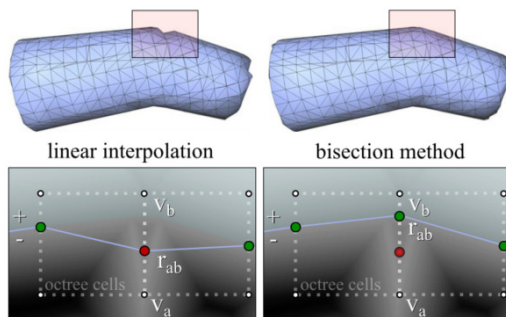 linear interpolation
bisection method
v_b
+
-
r_ab
octree cells
v_a
v_b
+
-
r_ab
octree cells
v_a